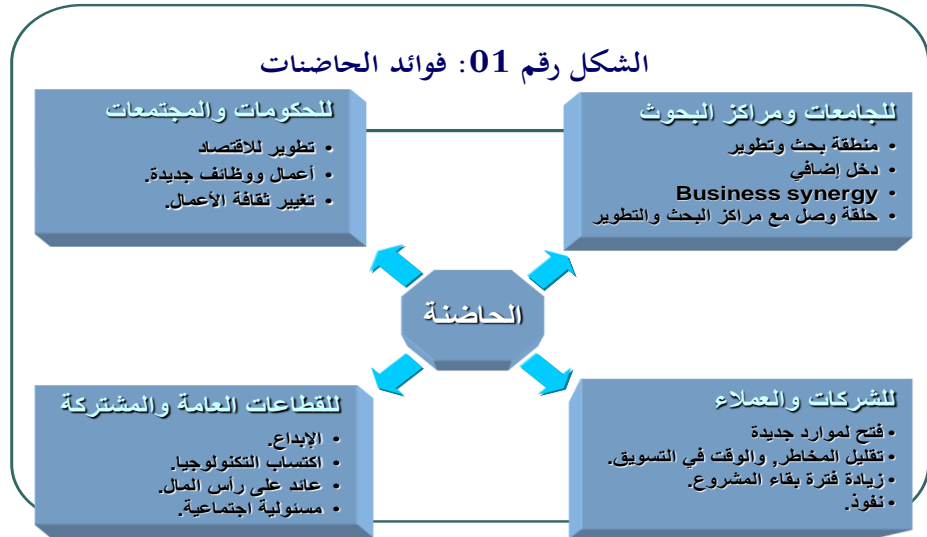 الشكل رقم 01: فوائد الحاضنات
للجامعات ومراكز البحوث
• منطقة بحث وتطوير
• دخل إضافي
• Business synergy
• حلقة وصل مع مراكز البحث والتطوير
للحكومات والمجتمعات
• تطوير للاقتصاد
• أعمال ووظائف جديدة.
• تغيير ثقافة الأعمال.
الحاضنة
للشركات والعملاء
• فتح لموارد جديدة
• تقليل المخاطر, والوقت في التسويق.
• زيادة فترة بقاء المشروع.
• نفوذ.
للقطاعات العامة والمشتركة
• الإبداع.
• اكتساب التكنولوجيا.
• عائد على رأس المال.
• مسئولية اجتماعية.